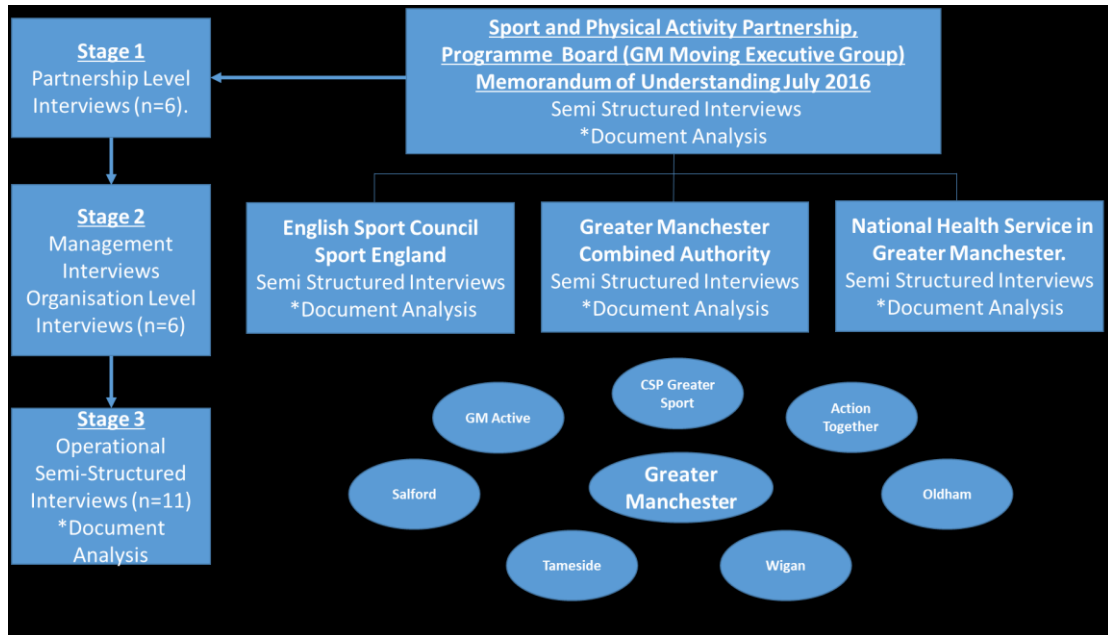 Stage 1
Partnership Level
Interviews (n=6).
Sport and Physical Activity Partnership,
Programme Board (GM Moving Executive Group)
Memorandum of Understanding July 2016
Semi Structured Interviews
*Document Analysis
Stage 2
Management
Interviews
Organisation Level
Interviews (n=6)
English Sport Council
Sport England
Semi Structured Interviews
*Document Analysis
Greater Manchester
Combined Authority
Semi Structured Interviews
*Document Analysis
National Health Service in
Greater Manchester.
Semi Structured Interviews
*Document Analysis
Stage 3
Operational
Semi-Structured
Interviews (n=11)
*Document
Analysis
CSP Greater
Sport
GM Active
Action
Together
Salford
Greater
Manchester
Oldham
Tameside
Wigan